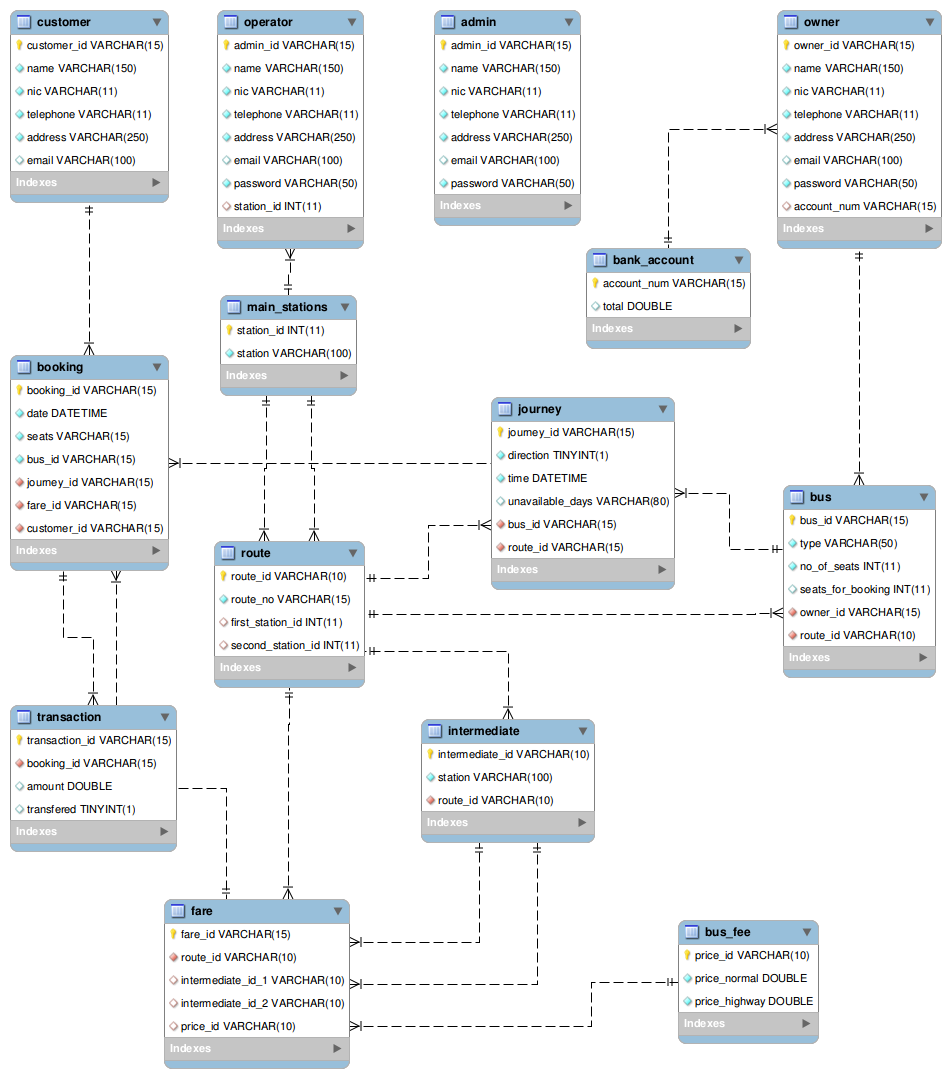 customer
customer_id VARCHAR(15)
name VARCHAR(150)
nic VARCHAR(11)
telephone VARCHAR(11)
address VARCHAR(250)
email VARCHAR(100)
Indexes
operator
admin_id VARCHAR(15)
name VARCHAR(150)
nic VARCHAR(11)
telephone VARCHAR(11)
address VARCHAR(250)
email VARCHAR(100)
password VARCHAR(50)
station_id INT(11)
Indexes
admin
admin_id VARCHAR(15)
name VARCHAR(150)
nic VARCHAR(11)
telephone VARCHAR(11)
address VARCHAR(250)
email VARCHAR(100)
password VARCHAR(50)
Indexes
owner
owner_id VARCHAR(15)
name VARCHAR(150)
nic VARCHAR(11)
telephone VARCHAR(11)
address VARCHAR(250)
email VARCHAR(100)
password VARCHAR(50)
account_num VARCHAR(15)
Indexes
bank_account
account_num VARCHAR(15)
total DOUBLE
Indexes
main_stations
station_id INT(11)
station VARCHAR(100)
Indexes
booking
booking_id VARCHAR(15)
date DATETIME
seats VARCHAR(15)
bus_id VARCHAR(15)
journey_id VARCHAR(15)
fare_id VARCHAR(15)
customer_id VARCHAR(15)
Indexes
journey
journey_id VARCHAR(15)
direction TINYINT(1)
time DATETIME
unavailable_days VARCHAR(80)
bus_id VARCHAR(15)
route_id VARCHAR(15)
Indexes
bus
bus_id VARCHAR(15)
type VARCHAR(50)
no_of_seats INT(11)
seats_for_booking INT(11)
owner_id VARCHAR(15)
route_id VARCHAR(10)
Indexes
route
route_id VARCHAR(10)
route_no VARCHAR(15)
first_station_id INT(11)
second_station_id INT(11)
Indexes
transaction
transaction_id VARCHAR(15)
booking_id VARCHAR(15)
amount DOUBLE
transfered TINYINT(1)
Indexes
intermediate
intermediate_id VARCHAR(10)
station VARCHAR(100)
route_id VARCHAR(10)
Indexes
fare
fare_id VARCHAR(15)
route_id VARCHAR(10)
intermediate_id_1 VARCHAR(10)
intermediate_id_2 VARCHAR(10)
price_id VARCHAR(10)
Indexes
bus_fee
price_id VARCHAR(10)
price_normal DOUBLE
price_highway DOUBLE
Indexes